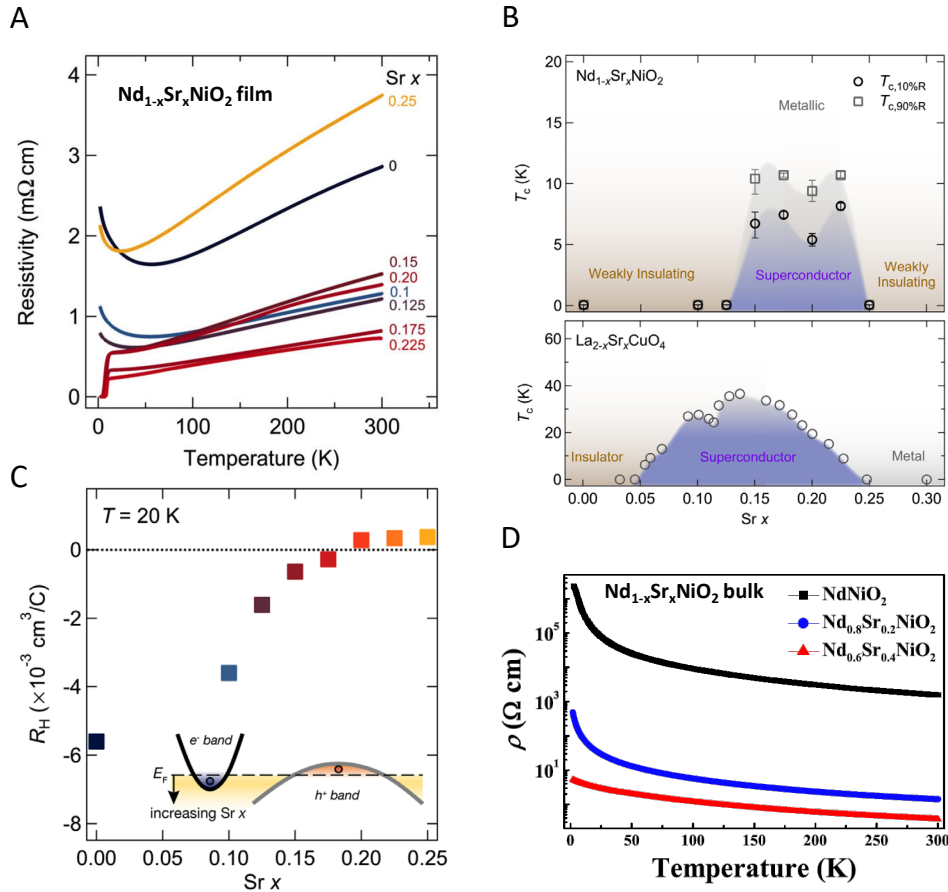 A
Nd1-xSrxNiO2 film
Sr x
0.25
0
0.15
0.20
0.1
0.125
0.175
0.225
4
3
2
1
0
Resistivity (mΩ cm)
0
50
100
150
200
250
300
Temperature (K)
B
Nd1-xSrxNiO2
Tc,10%R
Tc,90%R
Metallic
20
15
10
5
0
Tc (K)
Weakly Insulating
Superconductor
Weakly
Insulating
La2-xSrxCuO4
60
40
20
0
Tc (K)
Insulator
Superconductor
Metal
0.00
0.05
0.10
0.15
0.20
0.25
0.30
Sr x
C
T = 20 K
0
-2
-4
-6
-8
RH (×10-3 cm3/C)
e- band
EF
h+ band
increasing Sr x
0.00
0.05
0.10
0.15
0.20
0.25
Sr x
D
Nd1-xSrxNiO2 bulk
NdNiO2
Nd0.8Sr0.2NiO2
Nd0.6Sr0.4NiO2
105
103
101
ρ (Ω cm)
0
50
100
150
200
250
300
Temperature (K)